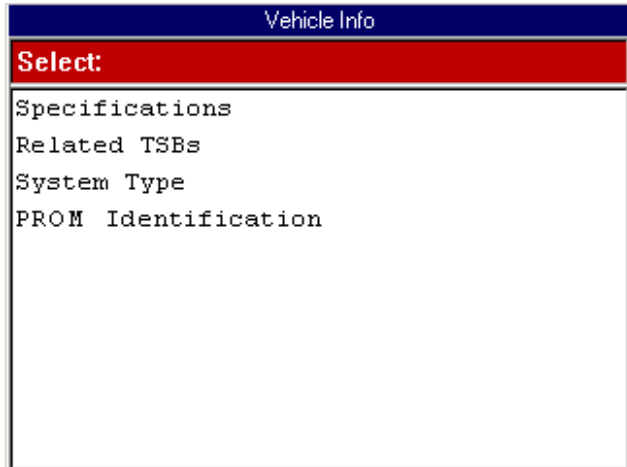 Vehicle Info
Select:
Specifications
Related TSBs
System Type
PROM Identification